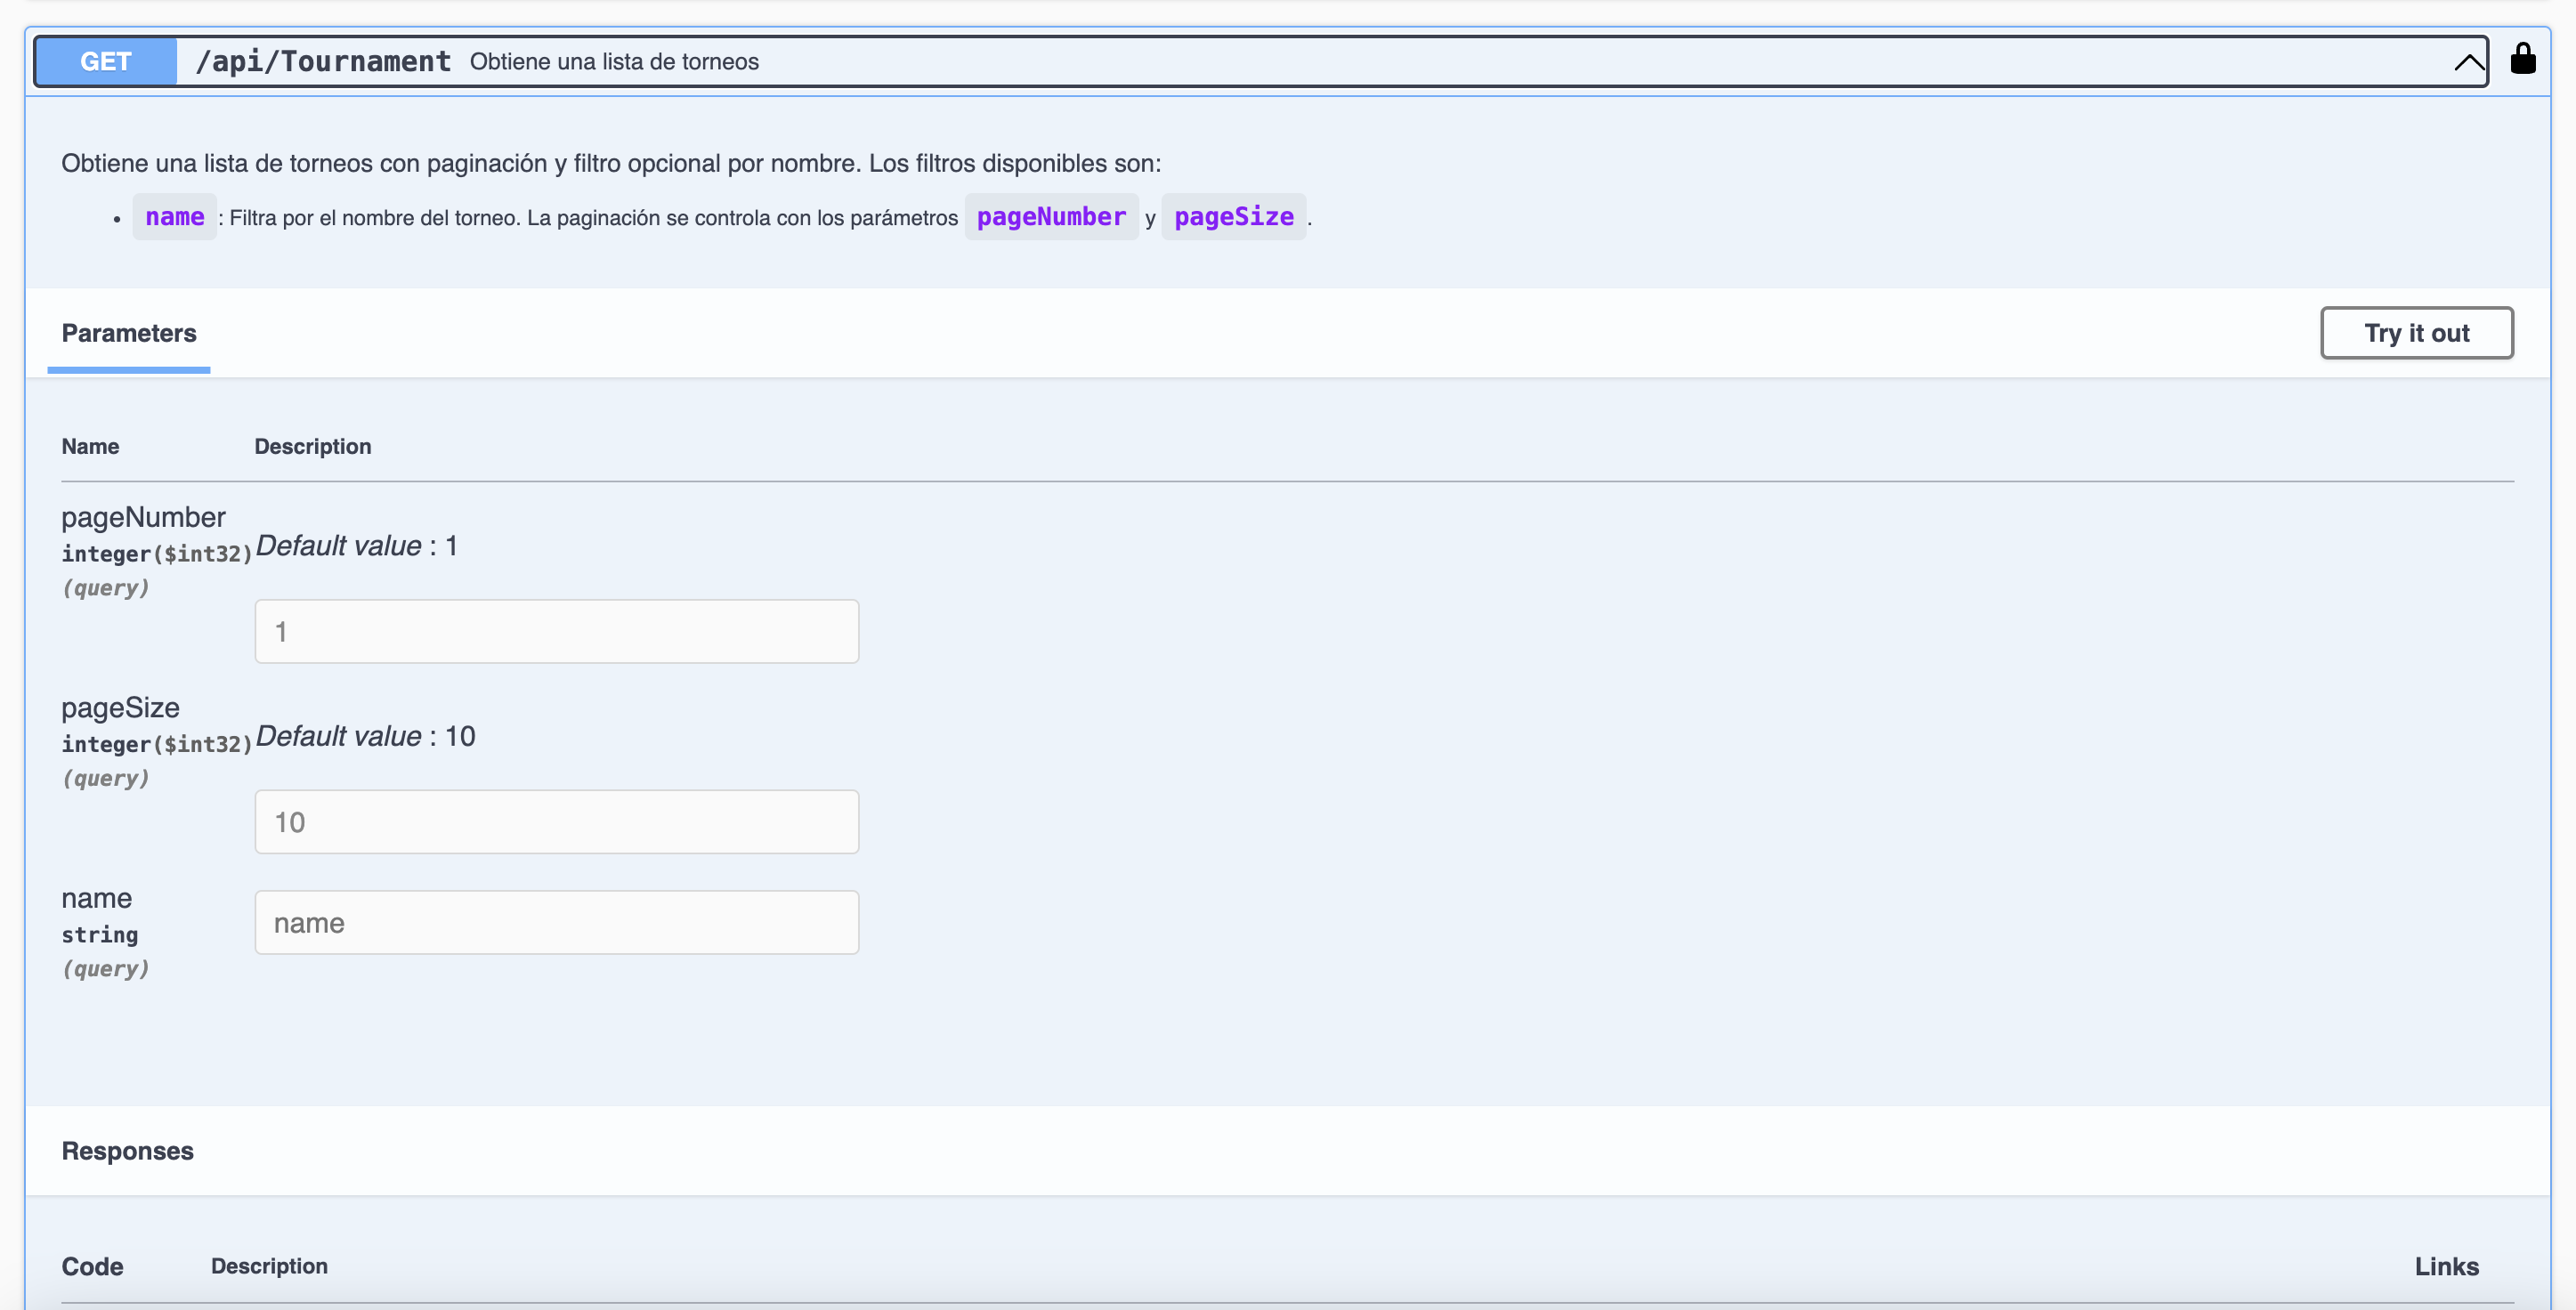 GET /api/Tournament Obtiene una lista de torneos
Obtiene una lista de torneos con paginación y filtro opcional por nombre. Los filtros disponibles son:
• name : Filtra por el nombre del torneo. La paginación se controla con los parámetros pageNumber y pageSize .
Parameters
Try it out
Name Description
pageNumber
integer($int32)
(query)
Default value : 1
1
pageSize
integer($int32)
(query)
Default value : 10
10
name
string
(query)
name
Responses
Code Description Links